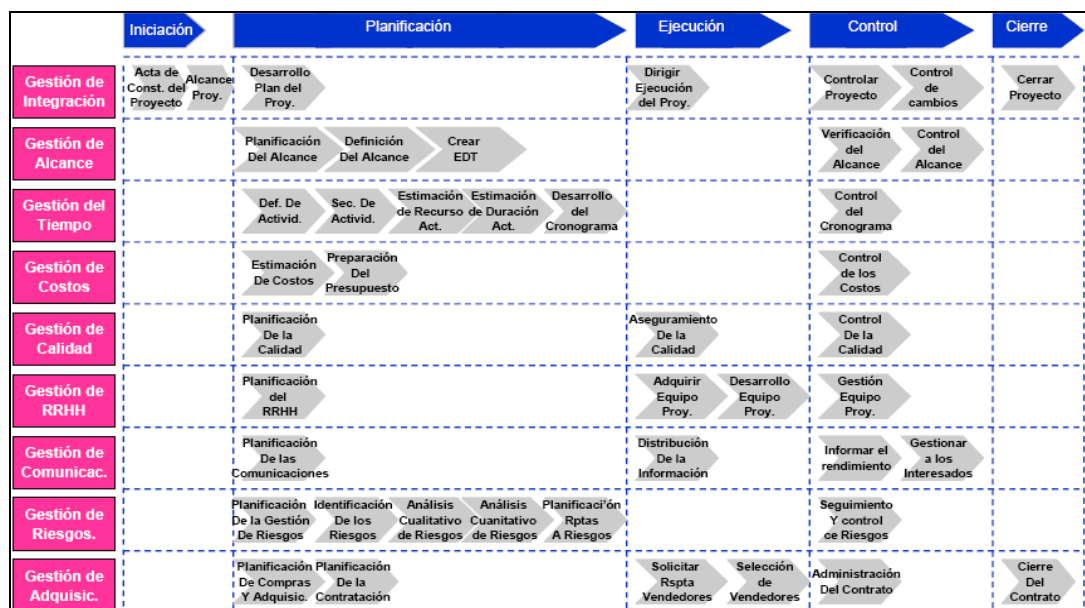 Iniciación
Planificación
Ejecución
Control
Cierre
Gestión de
Integración
Acta de
Const. del
Proyecto
Alcance
Proy.
Desarrollo
Plan del
Proy.
Dirigir
Ejecución
del Proy.
Controlar
Proyecto
Control
de
cambios
Cerrar
Proyecto
Gestión de
Alcance
Planificación
Del Alcance
Definición
Del Alcance
Crear
EDT
Verificación
del
Alcance
Control
del
Alcance
Gestión del
Tiempo
Def. De
Activid.
Sec. De
Activid.
Estimación
de Recurso
Act.
Estimación
de Duración
Act.
Desarrollo
del
Cronograma
Control
del
Cronograma
Gestión de
Costos
Estimación
De Costos
Preparación
Del
Presupuesto
Control
de los
Costos
Gestión de
Calidad
Planificación
De la
Calidad
Aseguramiento
De la
Calidad
Control
De la
Calidad
Gestión de
RRHH
Planificación
del
RRHH
Adquirir
Equipo
Proy.
Desarrollo
Equipo
Proy.
Gestión
Equipo
Proy.
Gestión de
Comunicac.
Planificación
De las
Comunicaciones
Distribución
De la
Información
Informar el
rendimiento
Gestionar
a los
Interesados
Gestión de
Riesgos.
Planificación
De la Gestión
De Riesgos
Identificación
De los
Riesgos
Análisis
Cualitativo
de Riesgos
Análisis
Cuanitativo
de Riesgos
Planificaci'ón
Rptas
A Riesgos
Seguimiento
Y control
ce Riesgos
Gestión de
Adquisic.
Planificación
De Compras
Y Adquisic.
Planificación
De la
Contratación
Solicitar
Rspta
Vendedores
Selección
de
Vendedores
Administración
Del Contrato
Cierre
Del
Contrato